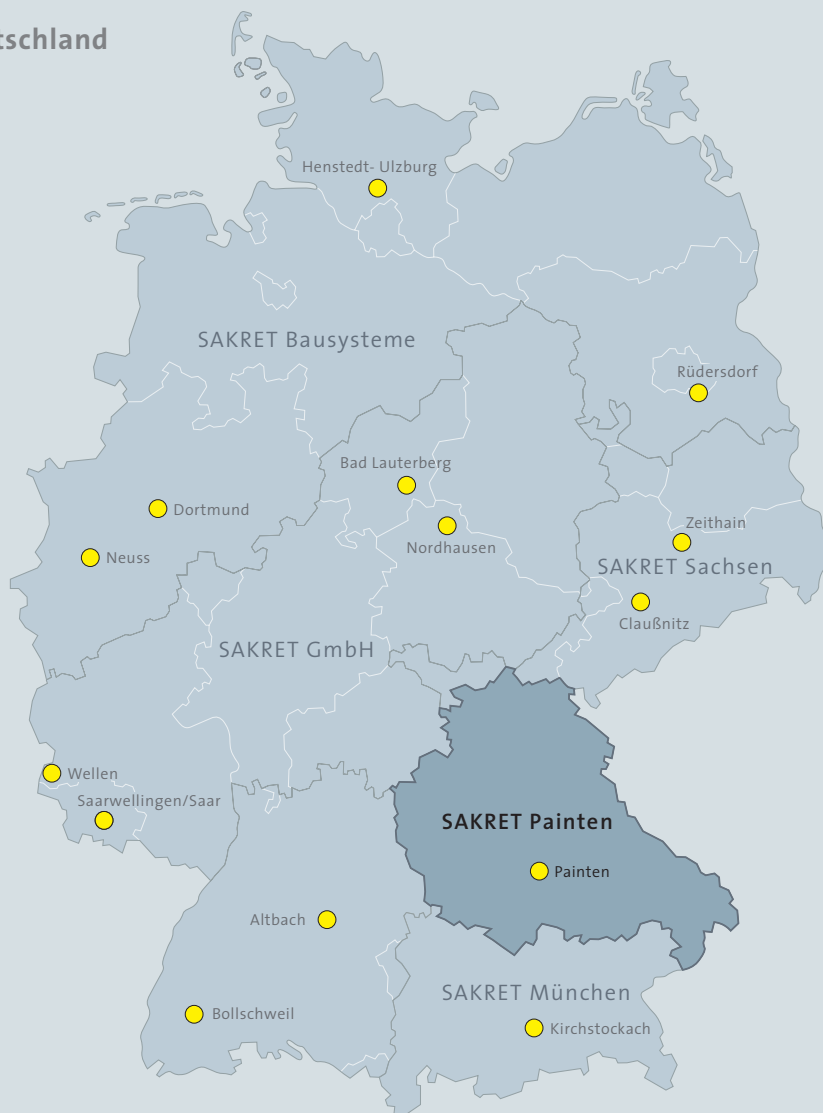 tschland
Henstedt- Ulzburg
SAKRET Bausysteme
Rüdersdorf
Bad Lauterberg
Dortmund
Zeithain
Nordhausen
Neuss
SAKRET Sachsen
Claußnitz
SAKRET GmbH
Wellen
Saarwellingen/Saar
SAKRET Painten
Painten
Altbach
SAKRET München
Bollschweil
Kirchstockach